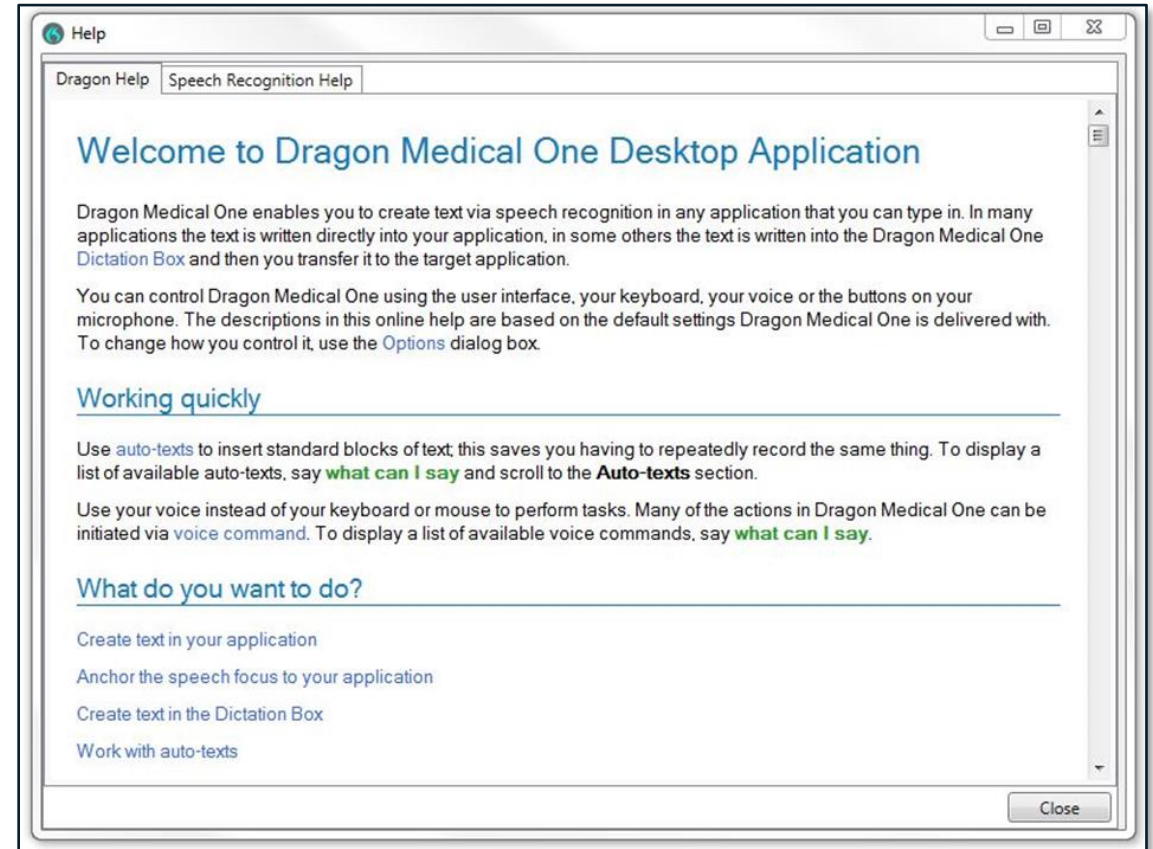 Help
Dragon Help
Speech Recognition Help
Welcome to Dragon Medical One Desktop Application
Dragon Medical One enables you to create text via speech recognition in any application that you can type in. In many
applications the text is written directly into your application, in some others the text is written into the Dragon Medical One
Dictation Box and then you transfer it to the target application.
You can control Dragon Medical One using the user interface, your keyboard, your voice or the buttons on your
microphone. The descriptions in this online help are based on the default settings Dragon Medical One is delivered with.
To change how you control it, use the Options dialog box.
Working quickly
Use auto-texts to insert standard blocks of text; this saves you having to repeatedly record the same thing. To display a
list of available auto-texts, say what can I say and scroll to the Auto-texts section.
Use your voice instead of your keyboard or mouse to perform tasks. Many of the actions in Dragon Medical One can be
initiated via voice command. To display a list of available voice commands, say what can I say.
What do you want to do?
Create text in your application
Anchor the speech focus to your application
Create text in the Dictation Box
Work with auto-texts
Close